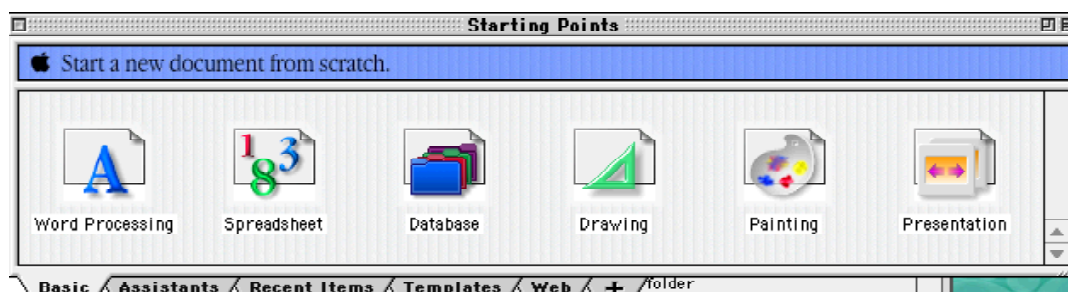 Starting Points
Start a new document from scratch.
183
Word Processing Spreadsheet Database Drawing Painting Presentation
Basic Assistants Recent Items Templates Web + folder